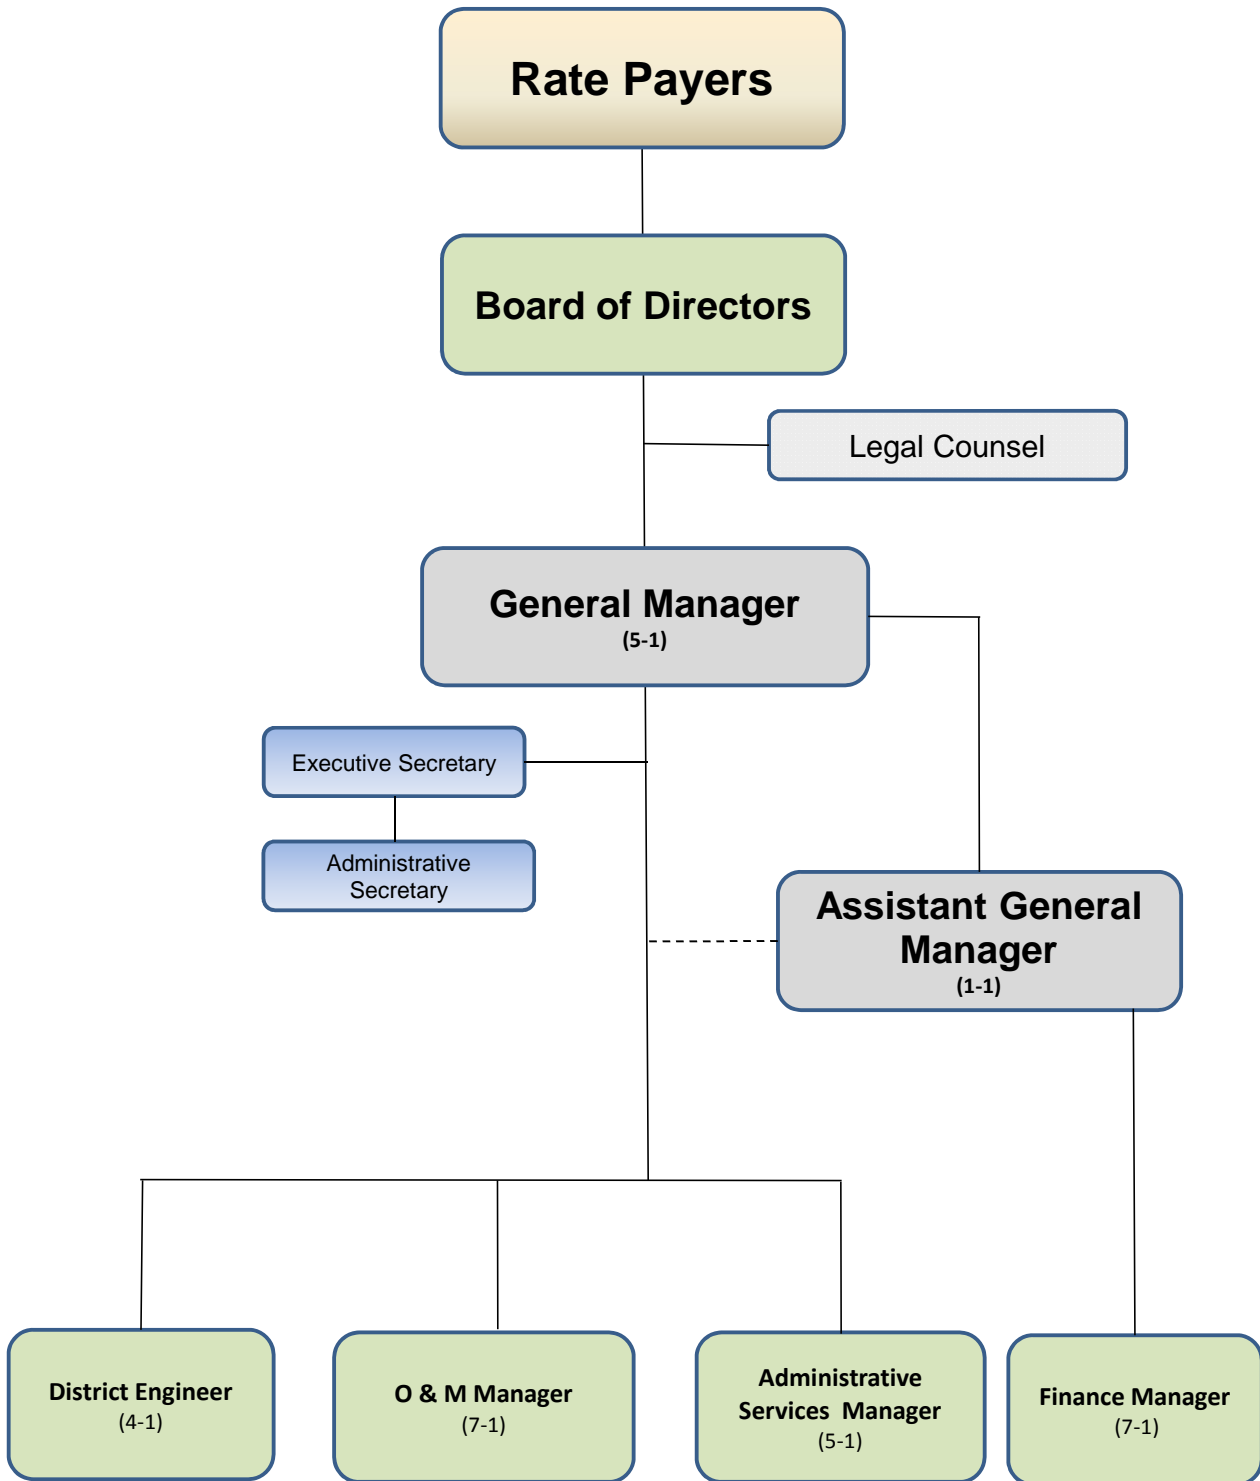 Rate Payers
Board of Directors
Legal Counsel
General Manager
(5-1)
Executive Secretary
Administrative
Secretary
Assistant General
Manager
(1-1)
District Engineer
(4-1)
O & M Manager
(7-1)
Administrative
Services  Manager
(5-1)
Finance Manager
(7-1)